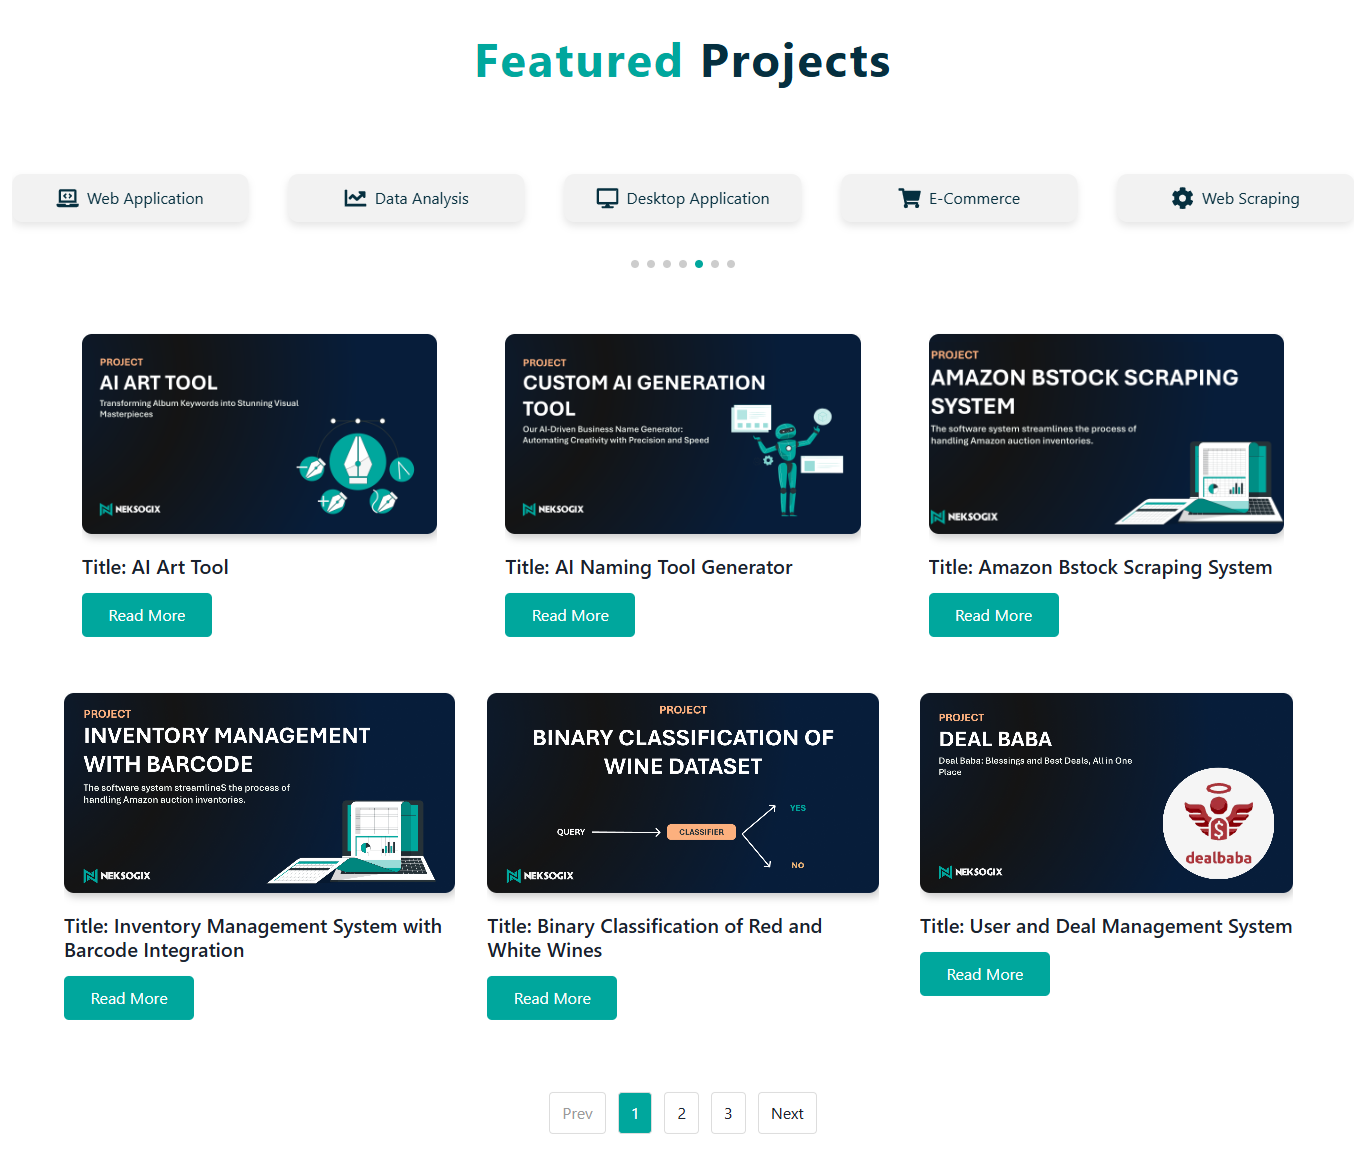 Featured Projects
Web Application
Data Analysis
Desktop Application
E-Commerce
Web Scraping
PROJECT
AI ART TOOL
Transforming Album Keywords into Stunning Visual
Masterpieces
NEKSOGIX
Title: AI Art Tool
Read More
PROJECT
CUSTOM AI GENERATION
TOOL
Our AI-Driven Business Name Generator:
Automating Creativity with Precision and Speed
NEKSOGIX
Title: AI Naming Tool Generator
Read More
PROJECT
AMAZON BSTOCK SCRAPING
SYSTEM
The software system streamlines the process of
handling Amazon auction inventories.
NEKSOGIX
Title: Amazon Bstock Scraping System
Read More
PROJECT
INVENTORY MANAGEMENT
WITH BARCODE
The software system streamlineS the process of
handling Amazon auction inventories.
NEKSOGIX
Title: Inventory Management System with
Barcode Integration
Read More
PROJECT
BINARY CLASSIFICATION OF
WINE DATASET
QUERY
CLASSIFIER
YES
NO
NEKSOGIX
Title: Binary Classification of Red and
White Wines
Read More
PROJECT
DEAL BABA
Deal Baba: Blessings and Best Deals, All in One
Place
$
dealbaba
NEKSOGIX
Title: User and Deal Management System
Read More
Prev 1 2 3 Next